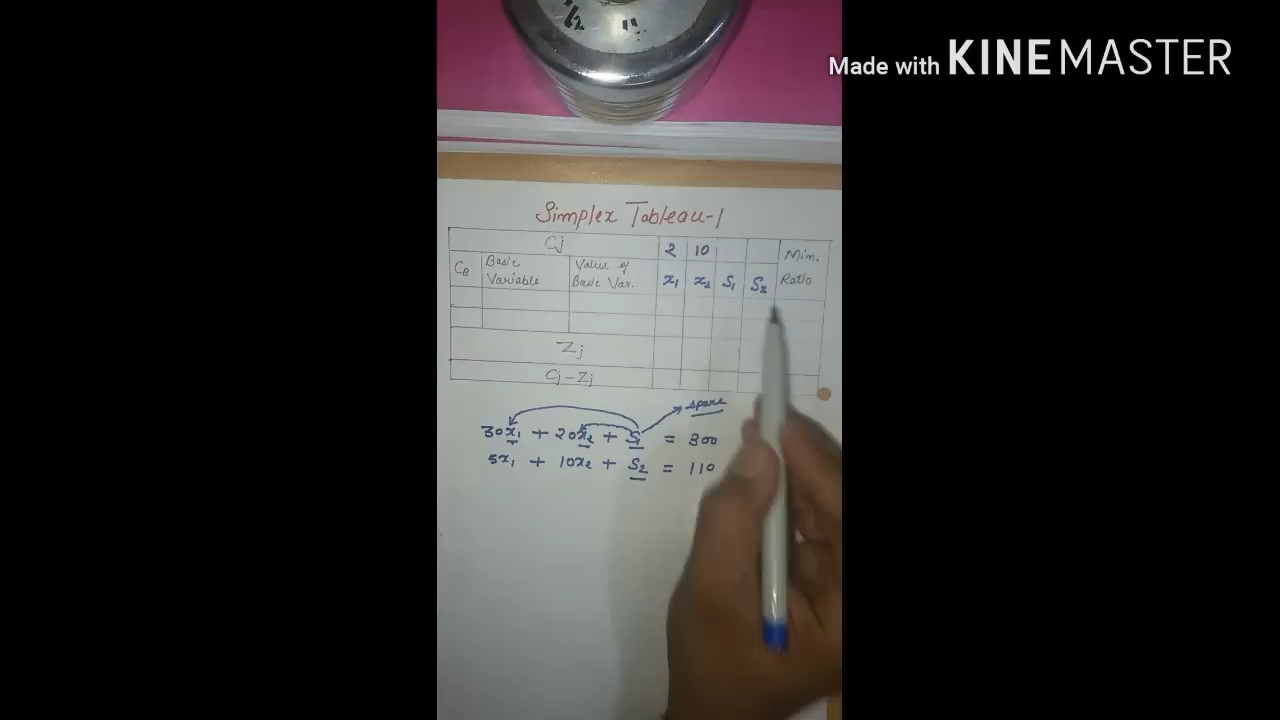 Made with KINEMASTER
Simplex Tableau-1
Cj 2 10 Min. Ratio
CB Basic Variable Value of Basic Var. x1 x2 S1 S2
Zj
Cj - Zj
spare
30x1 + 20x2 + S1 = 300
5x1 + 10x2 + S2 = 110